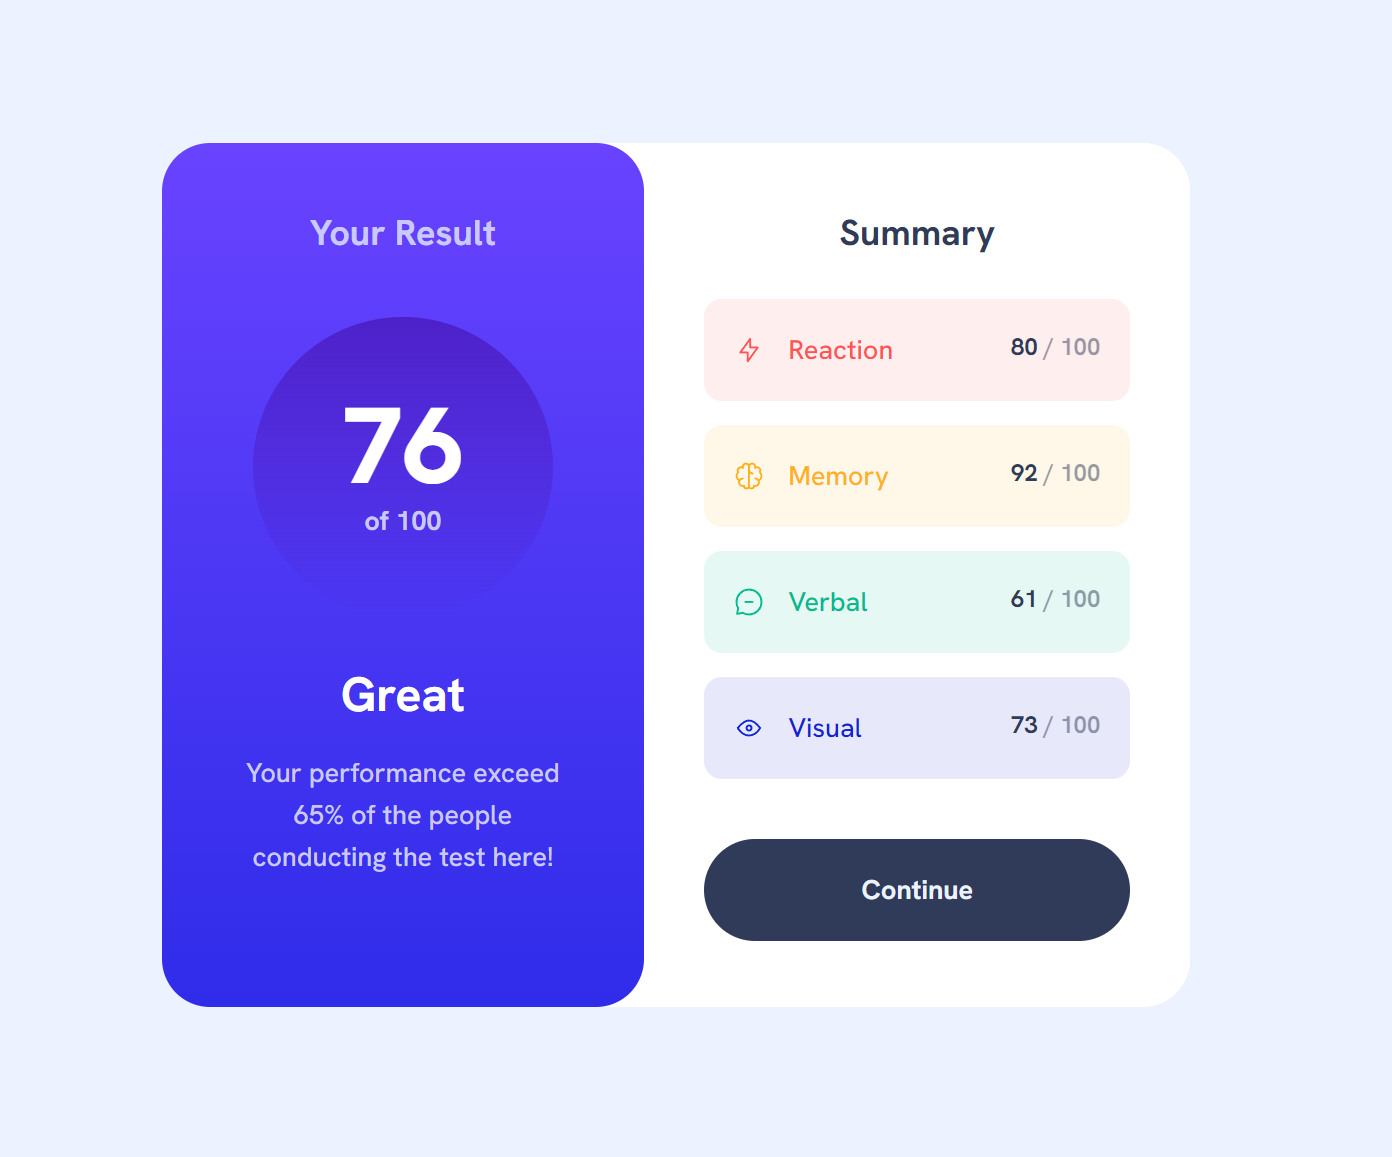 Your Result
76
of 100
Great
Your performance exceed
65% of the people
conducting the test here!
Summary
Reaction 80 / 100
Memory 92 / 100
Verbal 61 / 100
Visual 73 / 100
Continue